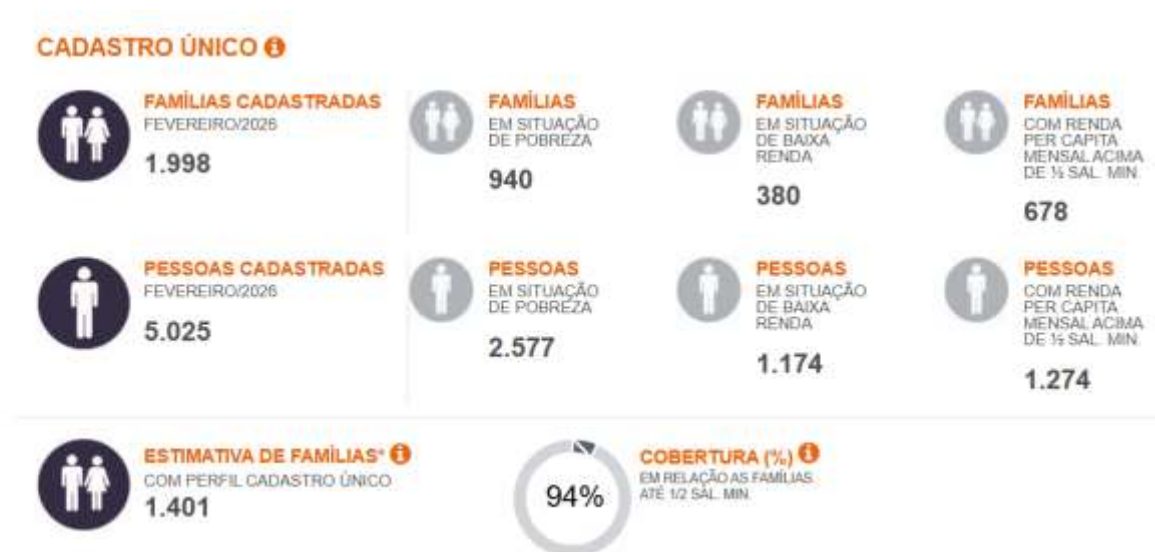 CADASTRO ÚNICO
FAMÍLIAS CADASTRADAS
FEVEREIRO/2026
1.998
FAMÍLIAS
EM SITUAÇÃO
DE POBREZA
940
FAMÍLIAS
EM SITUAÇÃO
DE BAIXA
RENDA
380
FAMÍLIAS
COM RENDA
PER CAPITA
MENSAL ACIMA
DE ½ SAL. MIN.
678
PESSOAS CADASTRADAS
FEVEREIRO/2026
5.025
PESSOAS
EM SITUAÇÃO
DE POBREZA
2.577
PESSOAS
EM SITUAÇÃO
DE BAIXA
RENDA
1.174
PESSOAS
COM RENDA
PER CAPITA
MENSAL ACIMA
DE ½ SAL. MIN.
1.274
ESTIMATIVA DE FAMÍLIAS*
COM PERFIL CADASTRO ÚNICO
1.401
94%
COBERTURA (%)
EM RELAÇÃO AS FAMÍLIAS
ATÉ 1/2 SAL. MIN.